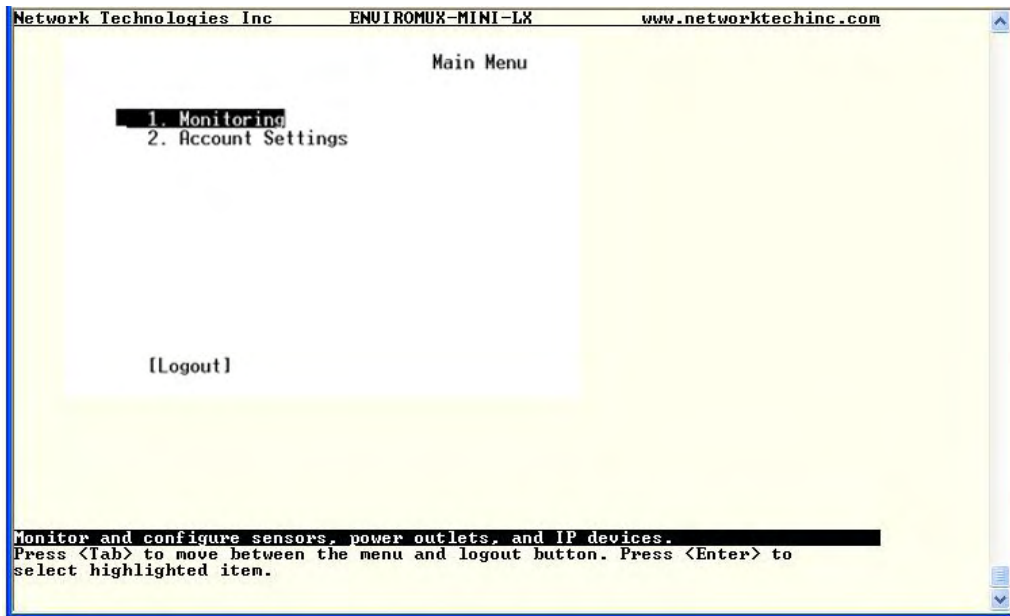 Network Technologies Inc ENVIROMUX-MINI-LX www.networktechinc.com
Main Menu
1. Monitoring
2. Account Settings
[Logout]
Monitor and configure sensors, power outlets, and IP devices.
Press <Tab> to move between the menu and logout button. Press <Enter> to
select highlighted item.